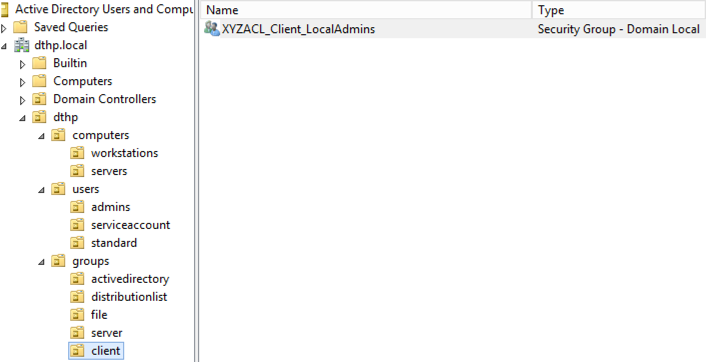 Active Directory Users and Compu
Saved Queries
dthp.local
Builtin
Computers
Domain Controllers
dthp
computers
workstations
servers
users
admins
serviceaccount
standard
groups
activedirectory
distributionlist
file
server
client
Name Type
XYZACL_Client_LocalAdmins Security Group - Domain Local